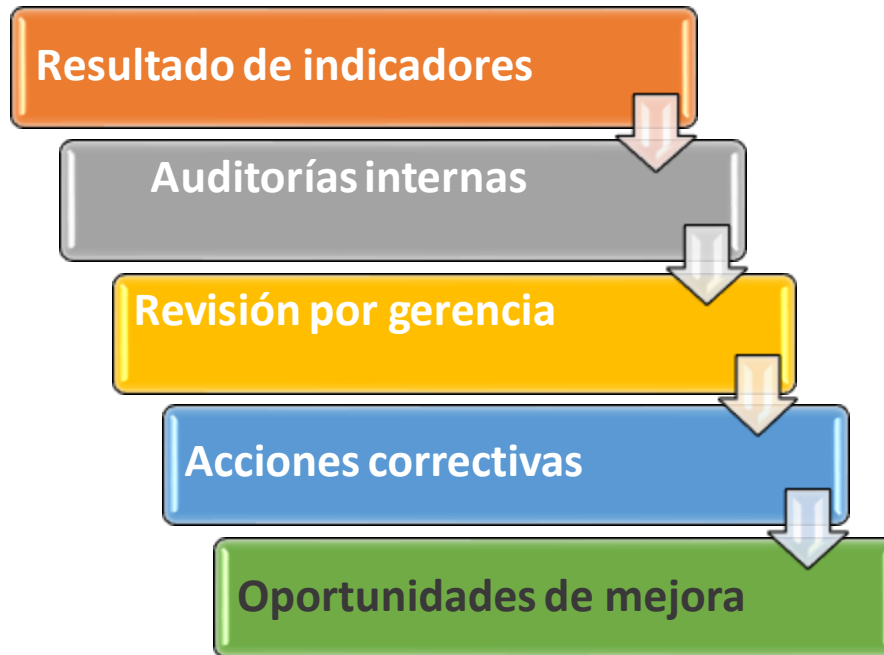 Resultado de indicadores
Auditorías internas
Revisión por gerencia
Acciones correctivas
Oportunidades de mejora